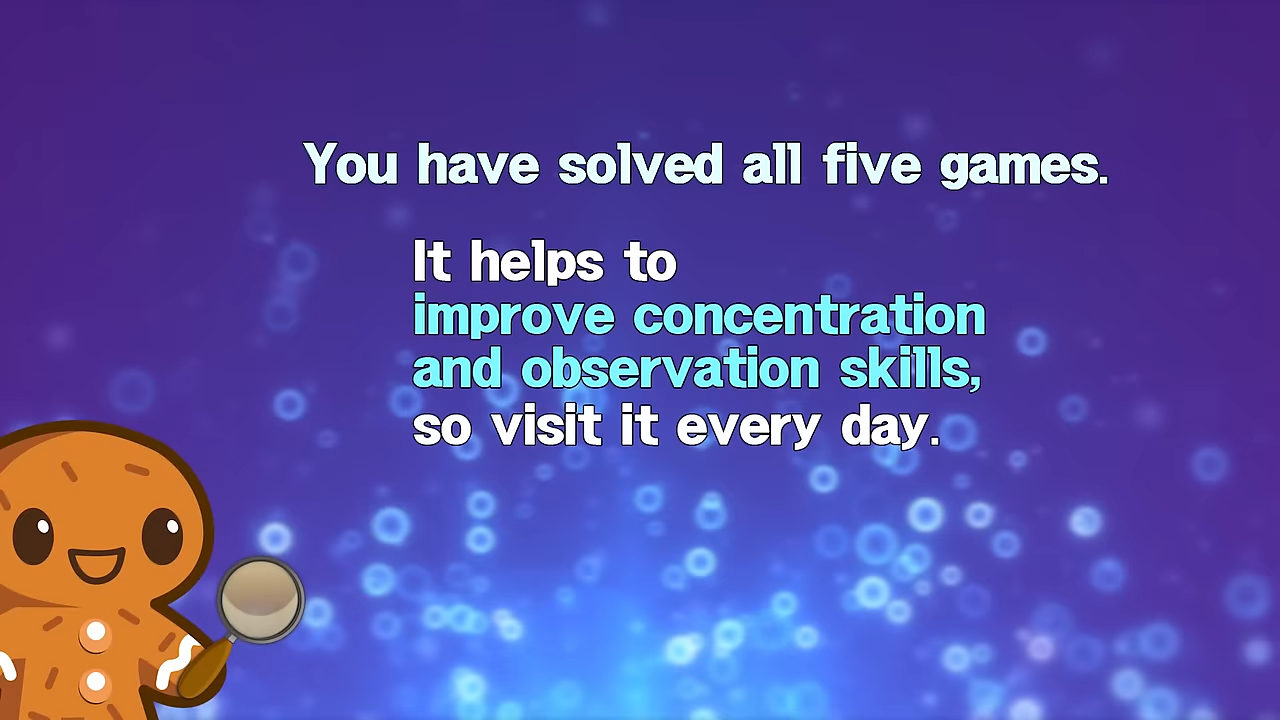 You have solved all five games.
It helps to
improve concentration
and observation skills,
so visit it every day.